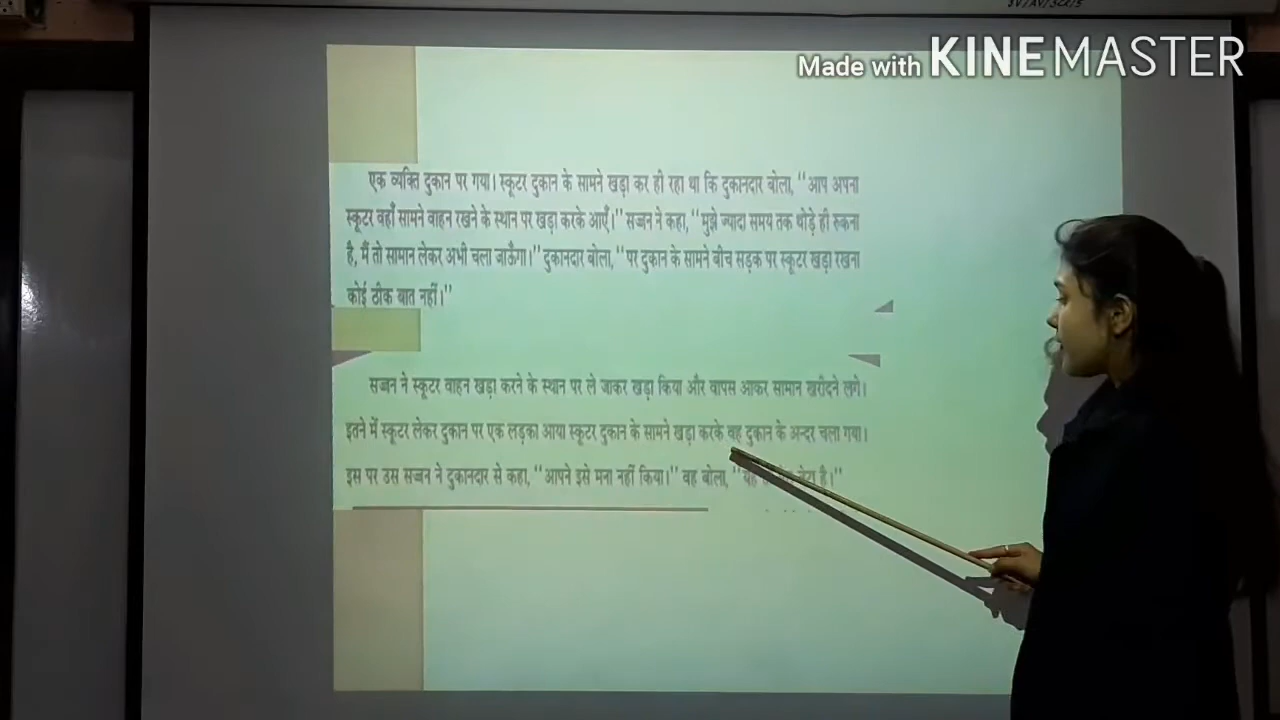 Made with KINEMASTER
एक व्यक्ति दुकान पर गया। स्कूटर दुकान के सामने खड़ा कर ही रहा था कि दुकानदार बोला, "आप अपना
स्कूटर वहाँ सामने वाहन रखने के स्थान पर खड़ा करके आएँ।" सज्जन ने कहा, "मुझे ज्यादा समय तक थोड़े ही रुकना
है, मैं तो सामान लेकर अभी चला जाऊँगा।" दुकानदार बोला, "पर दुकान के सामने बीच सड़क पर स्कूटर खड़ा रखना
कोई ठीक बात नहीं।"
सज्जन ने स्कूटर वाहन खड़ा करने के स्थान पर ले जाकर खड़ा किया और वापस आकर सामान खरीदने लगे।
इतने में स्कूटर लेकर दुकान पर एक लड़का आया स्कूटर दुकान के सामने खड़ा करके वह दुकान के अन्दर चला गया।
इस पर उस सज्जन ने दुकानदार से कहा, "आपने इसे मना नहीं किया।" वह बोला, "यह है।"